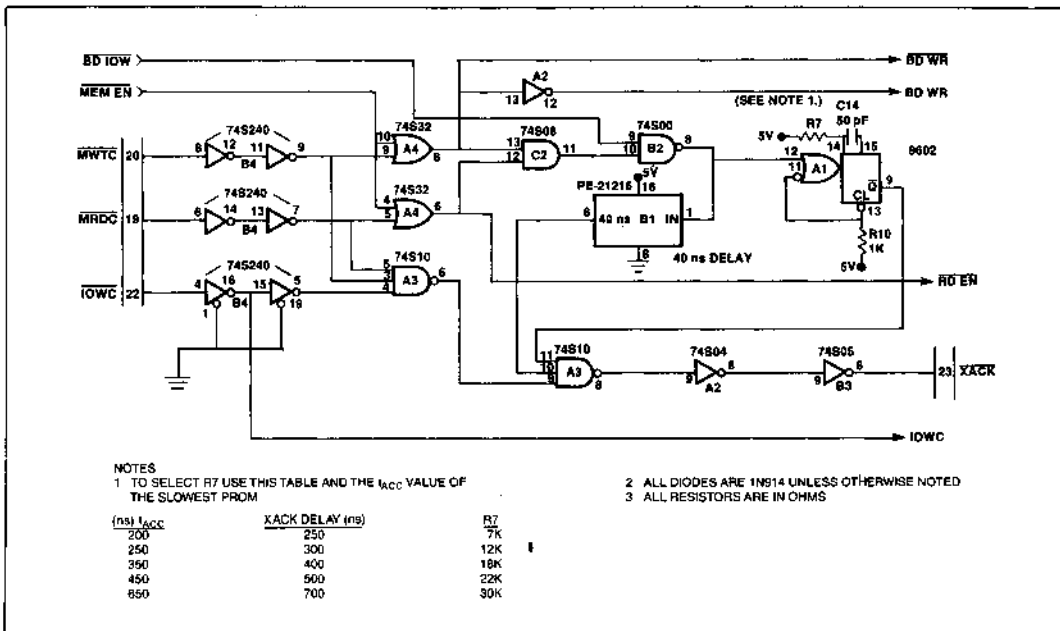 BD IOW
BD WR
MEM EN
A2
13
12
BD WR
(SEE NOTE 1.)
C14
50 pF
R7
5V
14
15
9602
74S32
10
9
A4
8
74S08
13
12
C2
11
74S00
9
10
B2
8
MWTC
20
74S240
8
12
B4
11
9
12
11
A1
Q
9
CL
13
R10
1K
5V
5V
PE-21215
16
6
40 ns
B1
IN
1
8
40 ns DELAY
74S32
4
5
A4
6
MRDC
19
74S240
6
14
B4
13
7
RD EN
74S10
5
3
4
A3
6
IOWC
22
74S240
4
16
B4
15
5
1
19
74S10
11
10
9
A3
8
74S04
9
8
A2
74S05
9
8
B3
23
XACK
IOWC
NOTES
1 TO SELECT R7 USE THIS TABLE AND THE tACC VALUE OF
THE SLOWEST PROM
2 ALL DIODES ARE 1N914 UNLESS OTHERWISE NOTED
3 ALL RESISTORS ARE IN OHMS
(ns) tACC XACK DELAY (ns) R7
200 250 7K
250 300 12K
350 400 18K
450 500 22K
650 700 30K